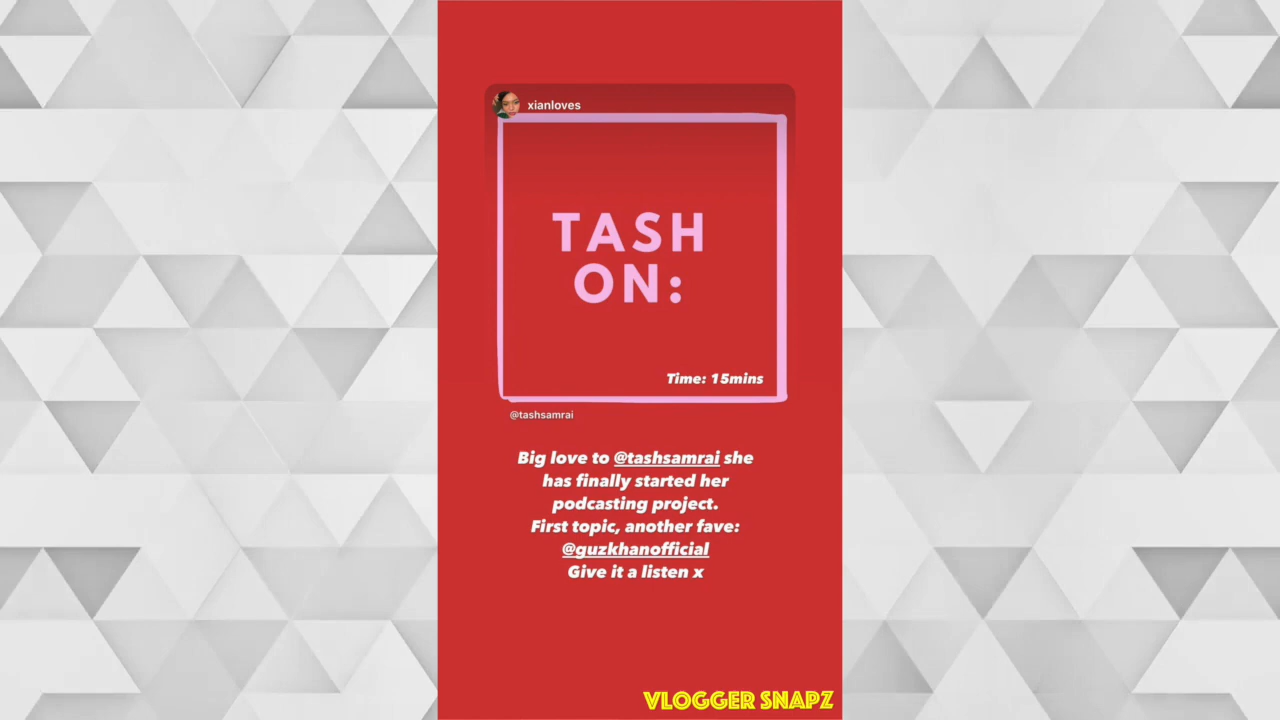 xianloves
TASH
ON:
Time: 15mins
@tashsamrai
Big love to @tashsamrai she
has finally started her
podcasting project.
First topic, another fave:
@guzkhanofficial
Give it a listen x
VLOGGER SNAPZ